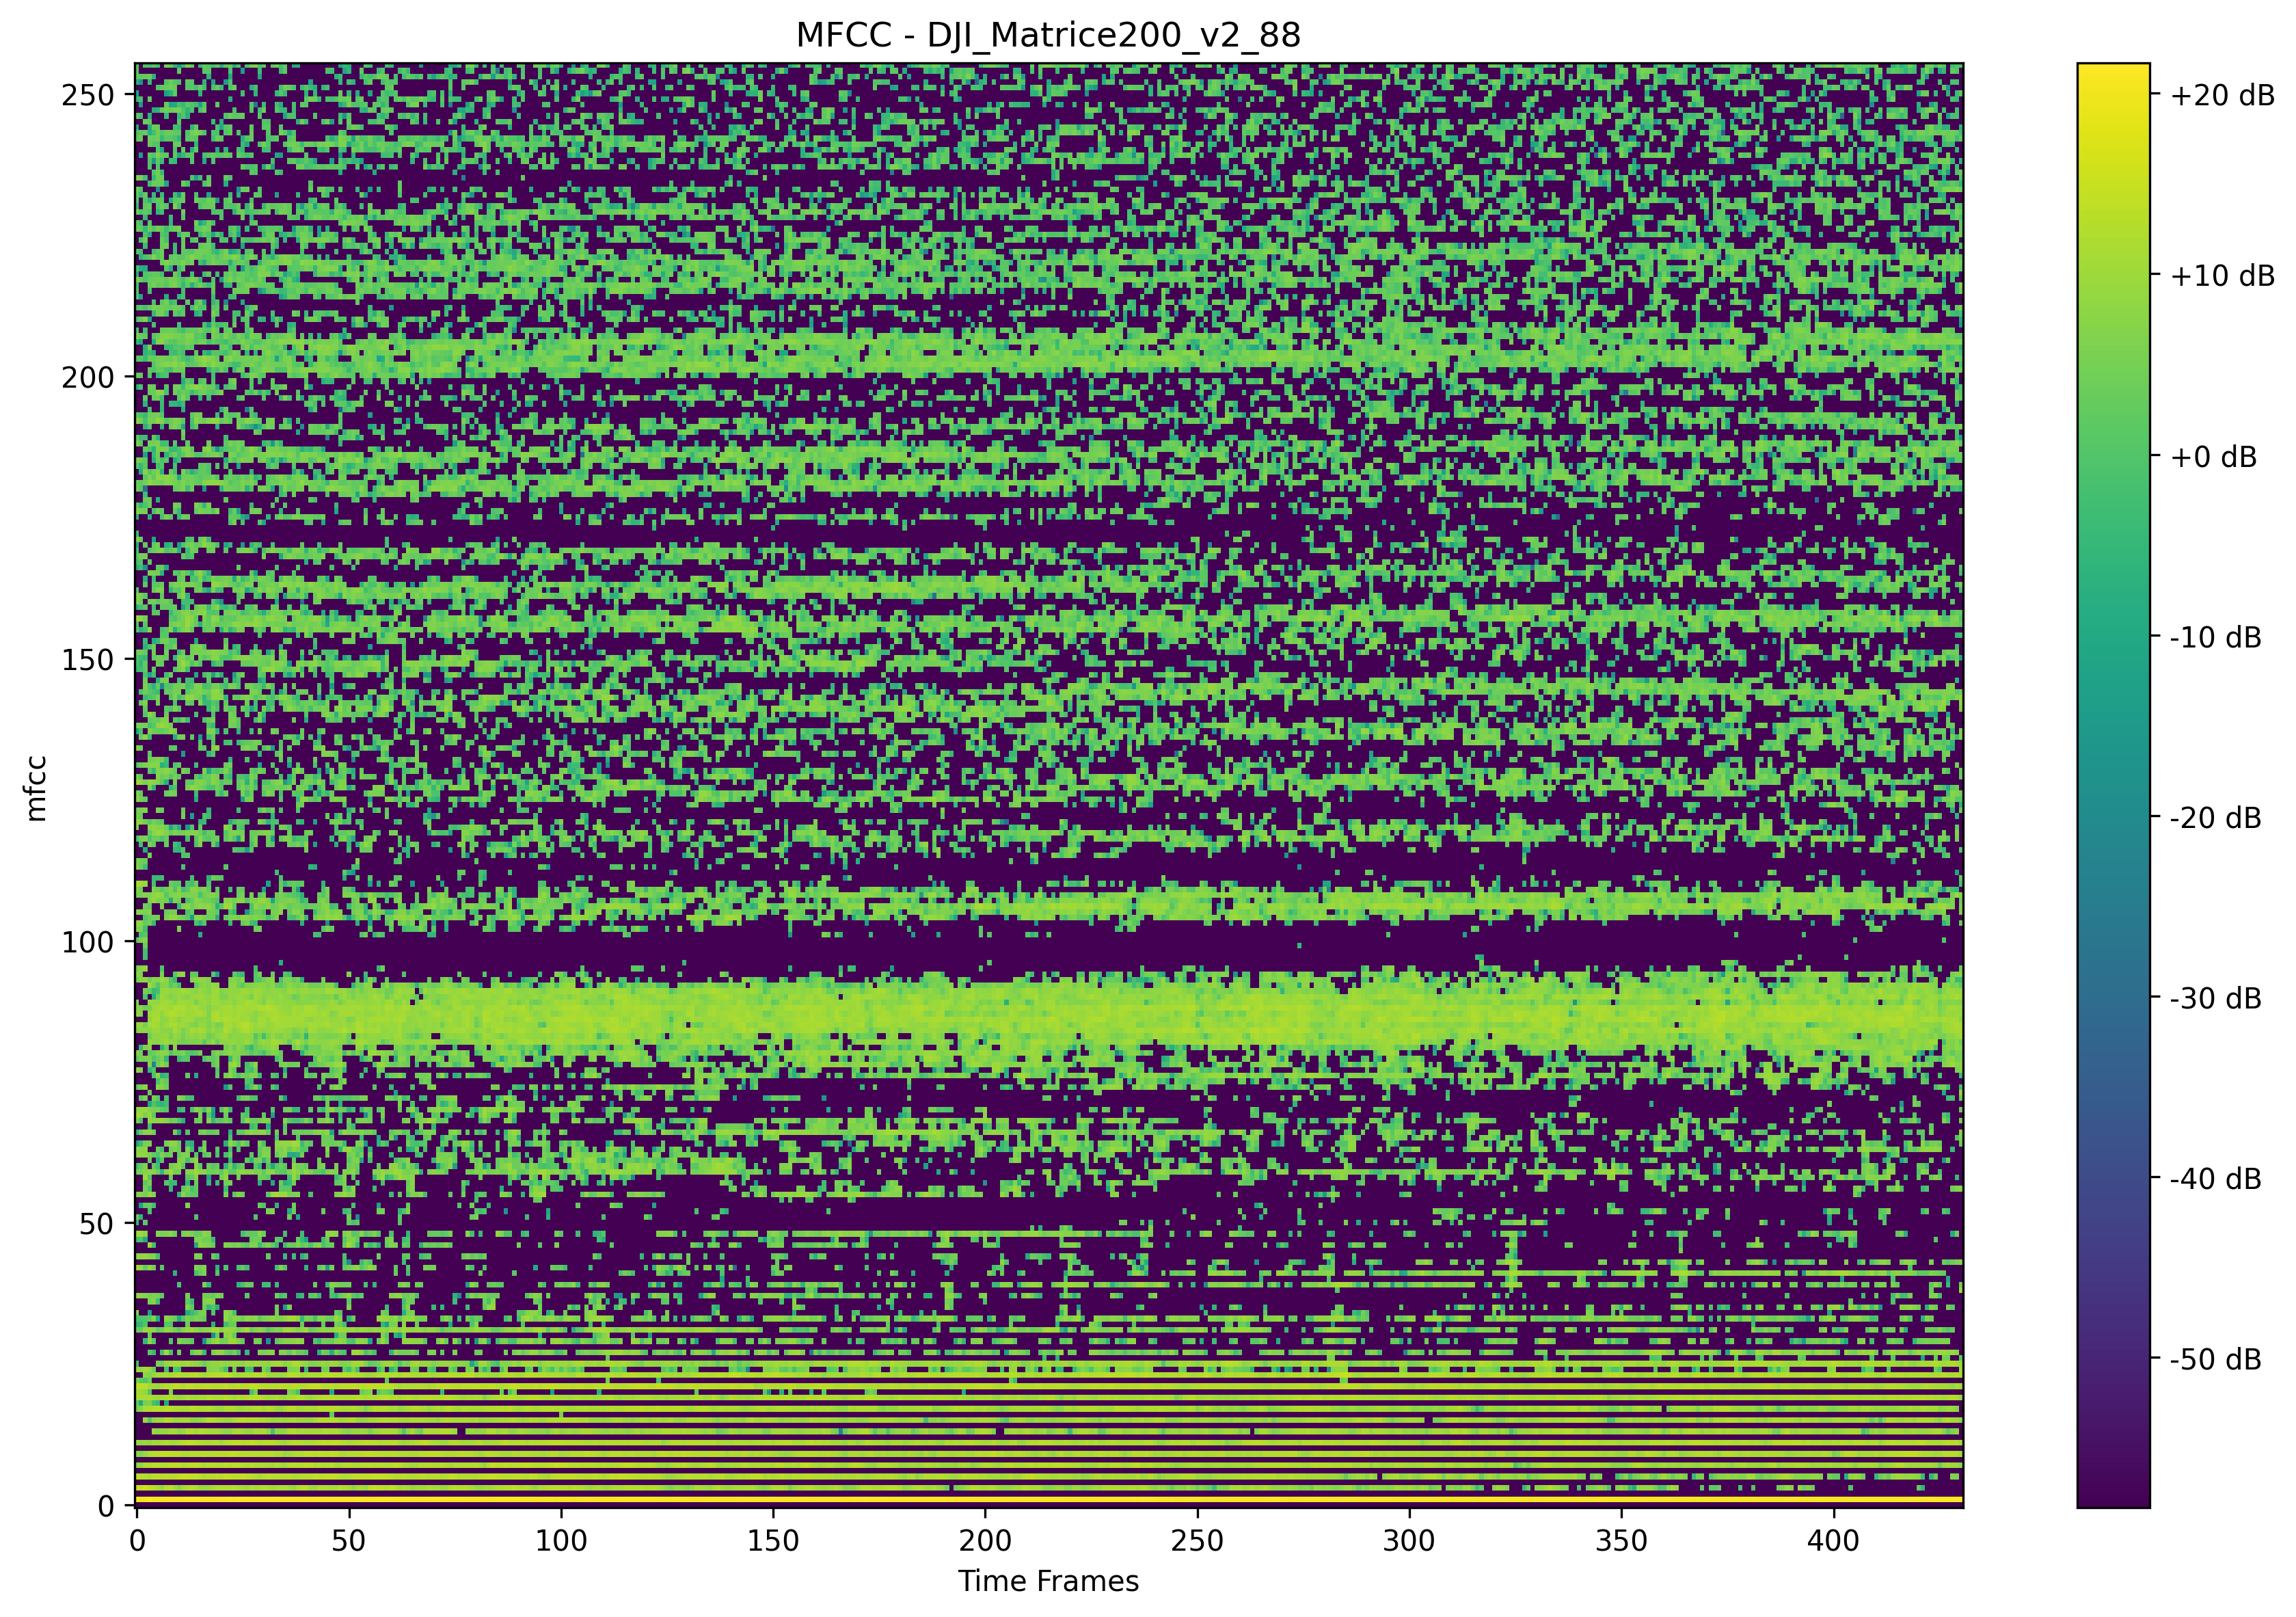 MFCC - DJI_Matrice200_v2_88
250
200
150
100
50
0
mfcc
0 50 100 150 200 250 300 350 400
Time Frames
+20 dB
+10 dB
+0 dB
-10 dB
-20 dB
-30 dB
-40 dB
-50 dB